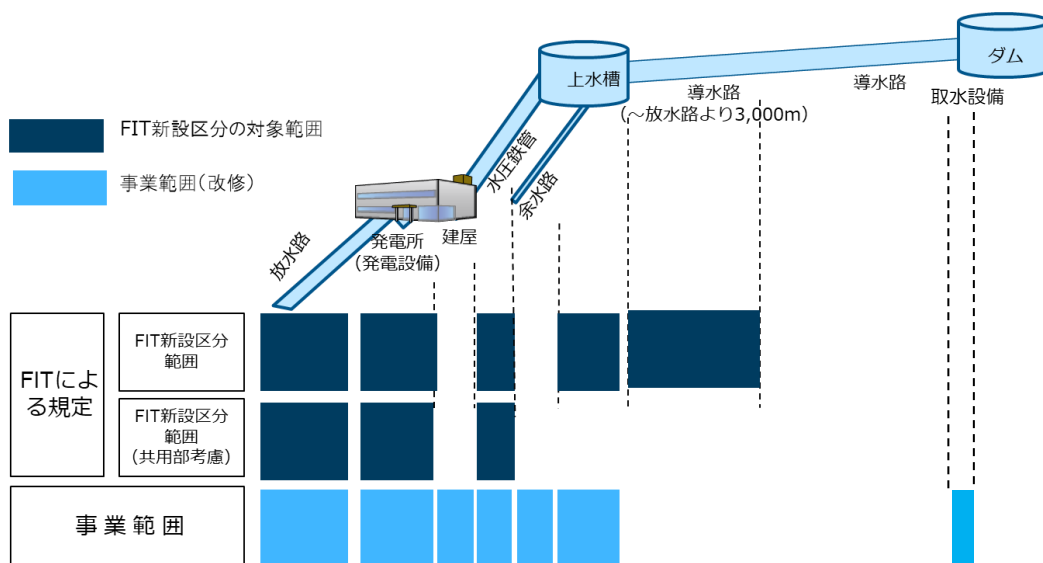 ダム
上水槽
導水路
(～放水路より3,000m)
導水路
取水設備
FIT新設区分の対象範囲
事業範囲(改修)
水圧鉄管
余水路
放水路
発電所
(発電設備)
建屋
FITによ
る規定
FIT新設区分
範囲
FIT新設区分
範囲
(共用部考慮)
事業範囲